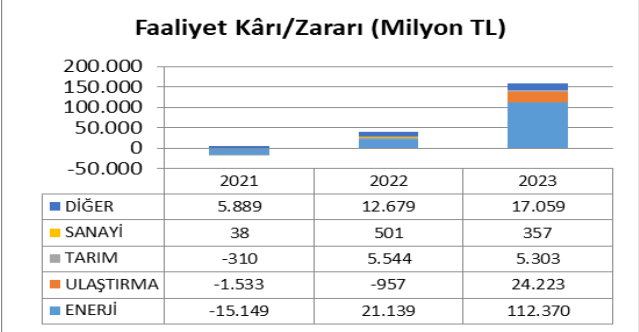 Faaliyet Kârı/Zararı (Milyon TL)
200.000
150.000
100.000
50.000
0
-50.000
2021 2022 2023
DİĞER 5.889 12.679 17.059
SANAYİ 38 501 357
TARIM -310 5.544 5.303
ULAŞTIRMA -1.533 -957 24.223
ENERJİ -15.149 21.139 112.370